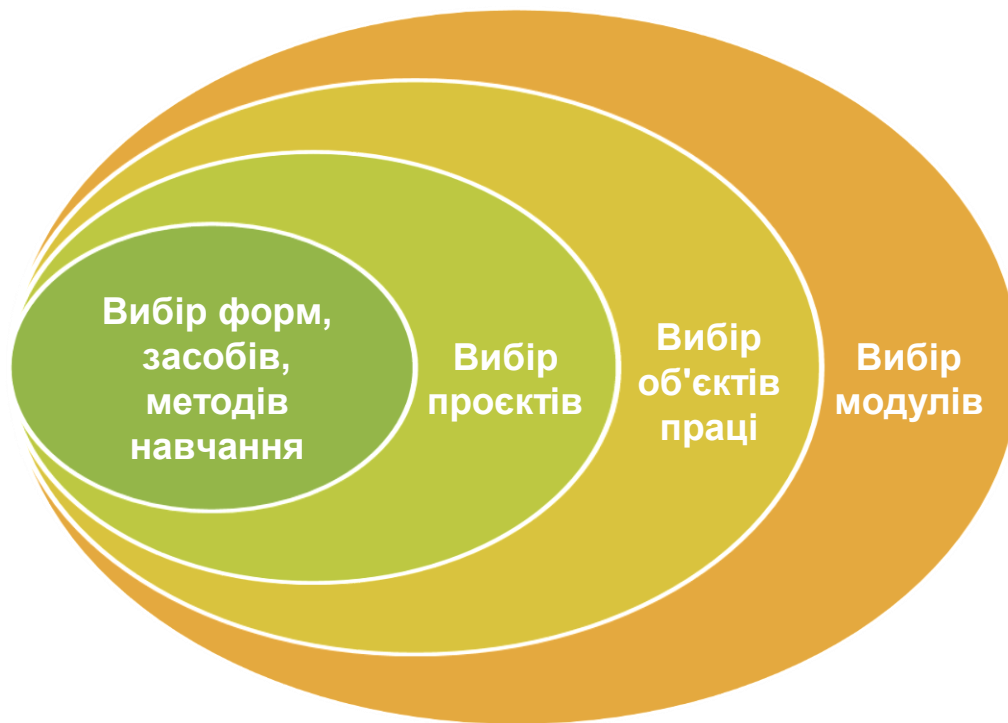 Вибір форм,
засобів,
методів
навчання
Вибір
проєктів
Вибір
об'єктів
праці
Вибір
модулів